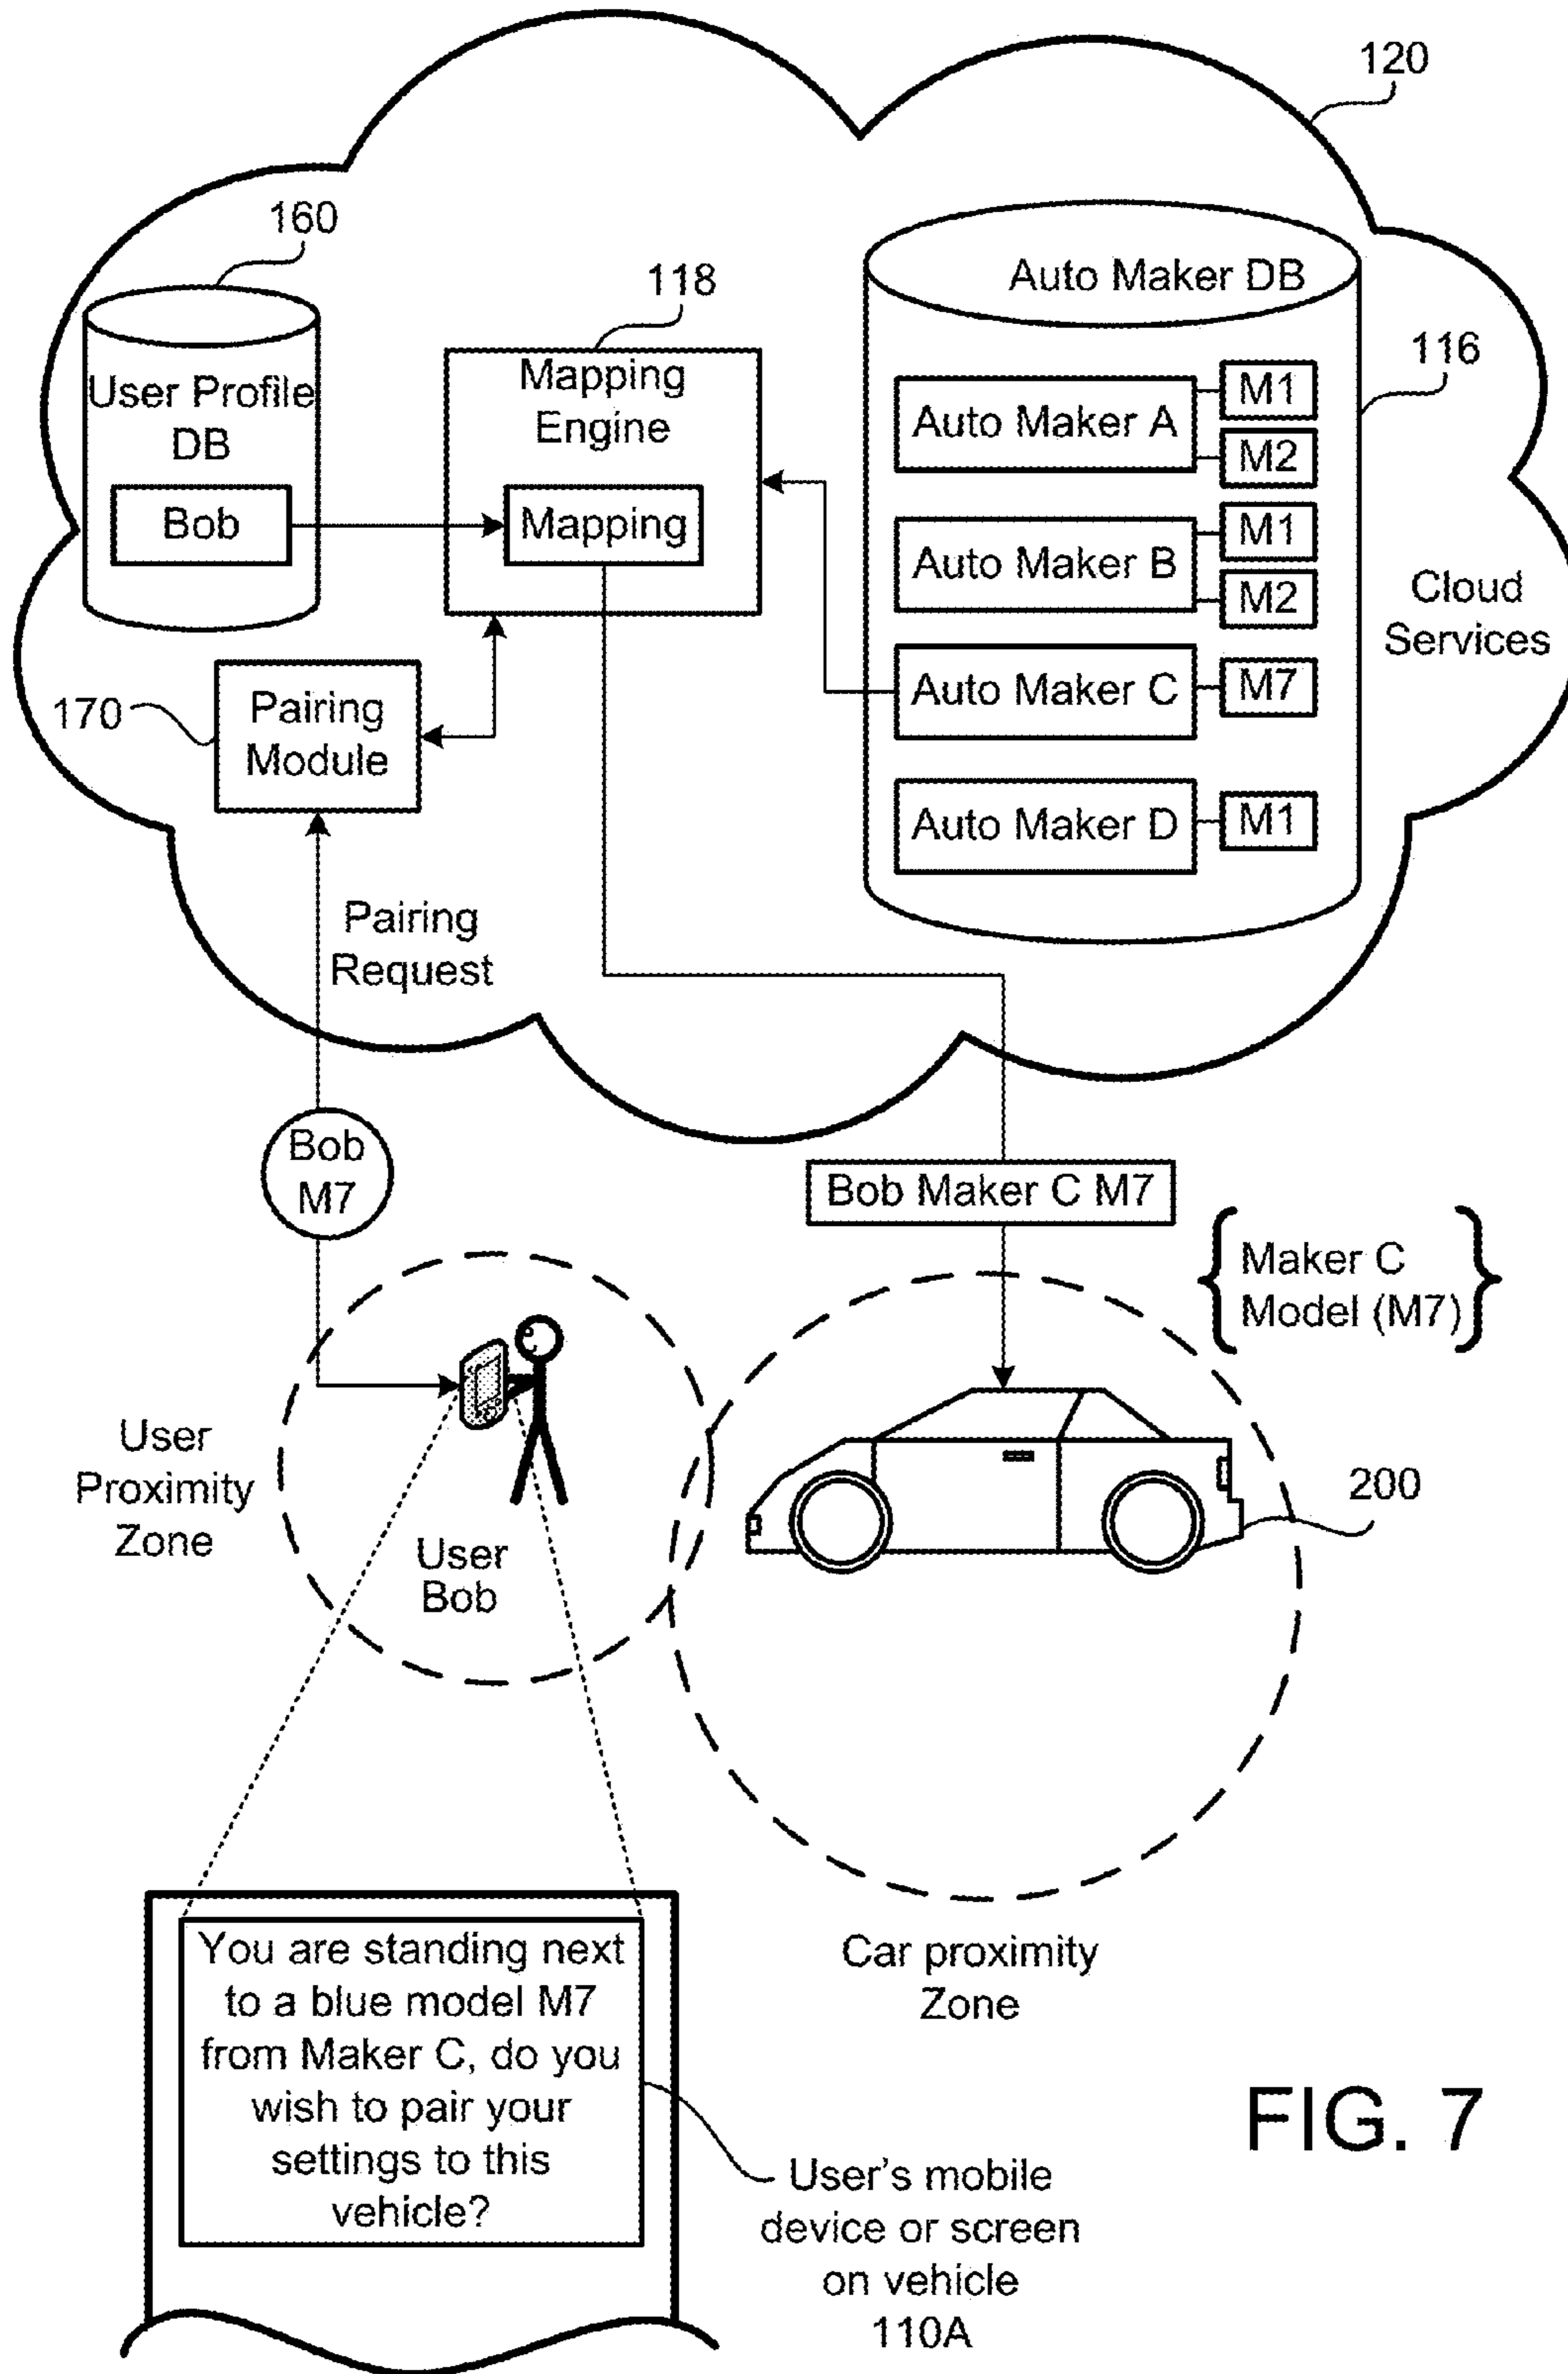 120
160
118
Auto Maker DB
116
User Profile
DB
Bob
Mapping
Engine
Mapping
Auto Maker A
M1
M2
Auto Maker B
M1
M2
Auto Maker C
M7
Auto Maker D
M1
Cloud
Services
170
Pairing
Module
Pairing
Request
Bob
M7
Bob Maker C M7
Maker C
Model (M7)
User
Proximity
Zone
User
Bob
200
Car proximity
Zone
You are standing next
to a blue model M7
from Maker C, do you
wish to pair your
settings to this
vehicle?
User's mobile
device or screen
on vehicle
110A
FIG. 7